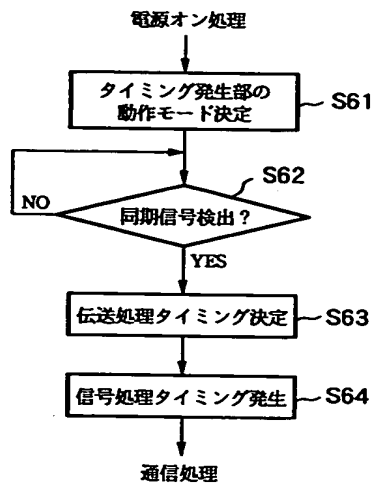 電源オン処理
タイミング発生部の
動作モード決定
S61
S62
NO
同期信号検出？
YES
伝送処理タイミング決定
S63
信号処理タイミング発生
S64
通信処理